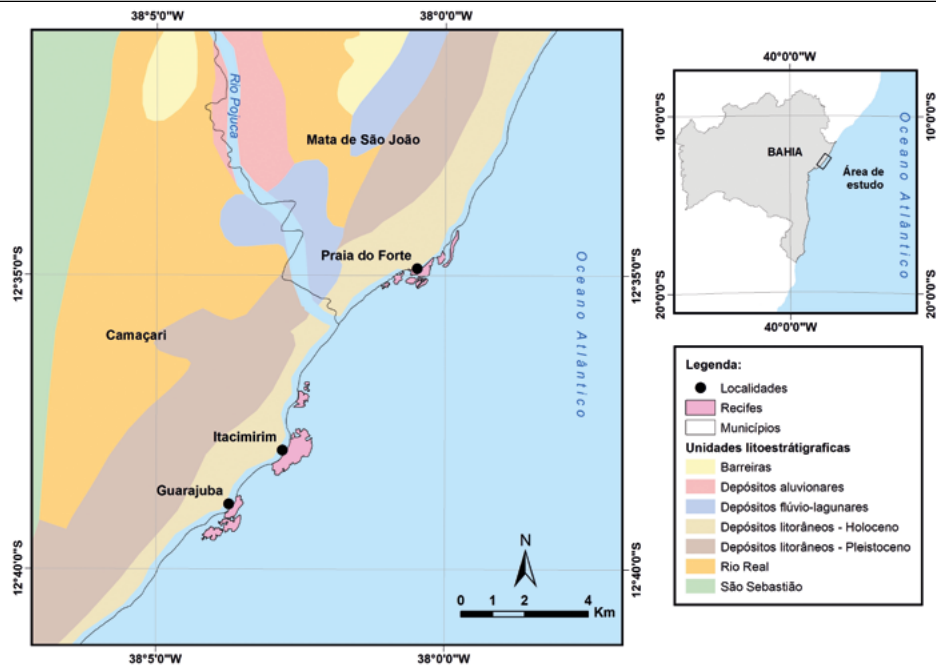 38°5'0"W
38°0'0"W
Rio Pojuca
Mata de São João
Praia do Forte
12°35'0"S
12°35'0"S
Camaçari
Oceano Atlântico
Itacimirim
Guarajuba
N
12°40'0"S
12°40'0"S
0 1 2 4
Km
38°5'0"W
38°0'0"W
40°0'0"W
10°0'0"S
10°0'0"S
BAHIA
Área de
estudo
Oceano Atlântico
20°0'0"S
20°0'0"S
40°0'0"W
Legenda:
Localidades
Recifes
Municípios
Unidades litoestrátigraficas
Barreiras
Depósitos aluvionares
Depósitos flúvio-lagunares
Depósitos litorâneos - Holoceno
Depósitos litorâneos - Pleistoceno
Rio Real
São Sebastião